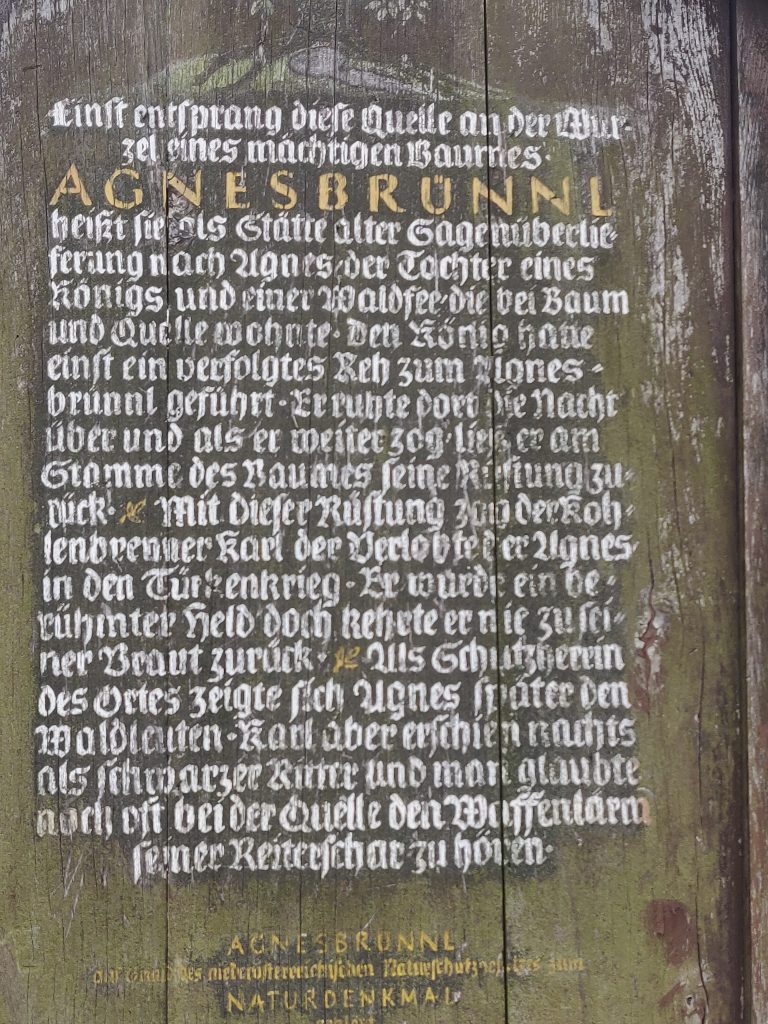 Einst entsprang diese Quelle an der Wur-
zel eines mächtigen Baumes·
AGNESBRÜNNL
heißt sie als Stätte alter Sagenüberlie-
ferung nach Agnes, der Tochter eines
Königs und einer Waldfee die bei Baum
und Quelle wohnte· Den König hatte
einst ein verfolgtes Reh zum Agnes-
brünnl geführt· Er ruhte dort die Nacht
über und als er weiter zog·ließ er am
Stamme des Baumes seine Rüstung zu-
rück· Mit dieser Rüstung zog der Koh-
lenbrenner Karl der Verlobte der Agnes·
in den Türkenkrieg· Er wurde ein be-
rühmter Held doch kehrte er nie zu sei-
ner Braut zurück· Als Schutzherrin
des Ortes zeigte sich Agnes später den
Waldleuten·Karl aber erschien nachts
als schwarzer Ritter und man glaubte
noch oft bei der Quelle den Waffenlärm
seiner Reiterschar zu hören·
AGNESBRÜNNL
auf Grund des niederösterreichischen Naturschutzgesetzes zum
NATURDENKMAL
erklärt